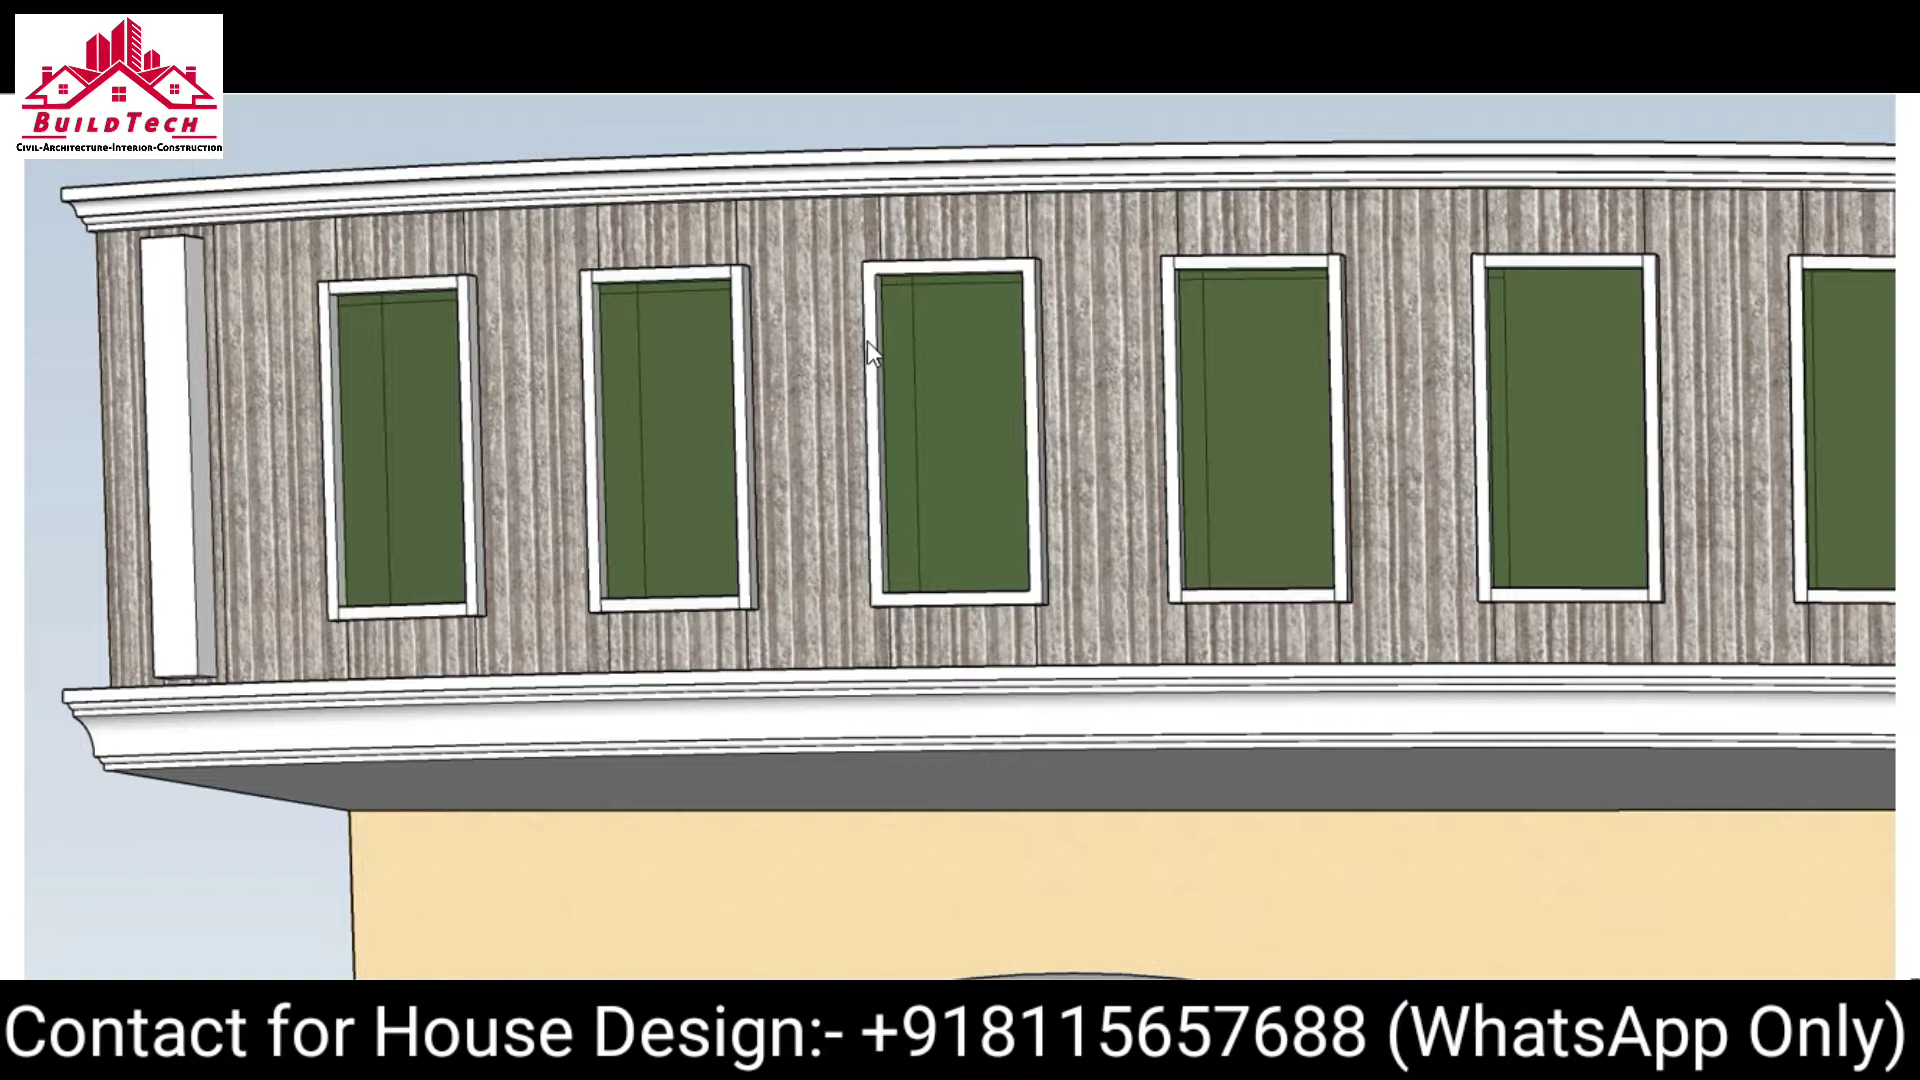 BuildTech
Civil-Architecture-Interior-Construction
Contact for House Design:- +918115657688 (WhatsApp Only)